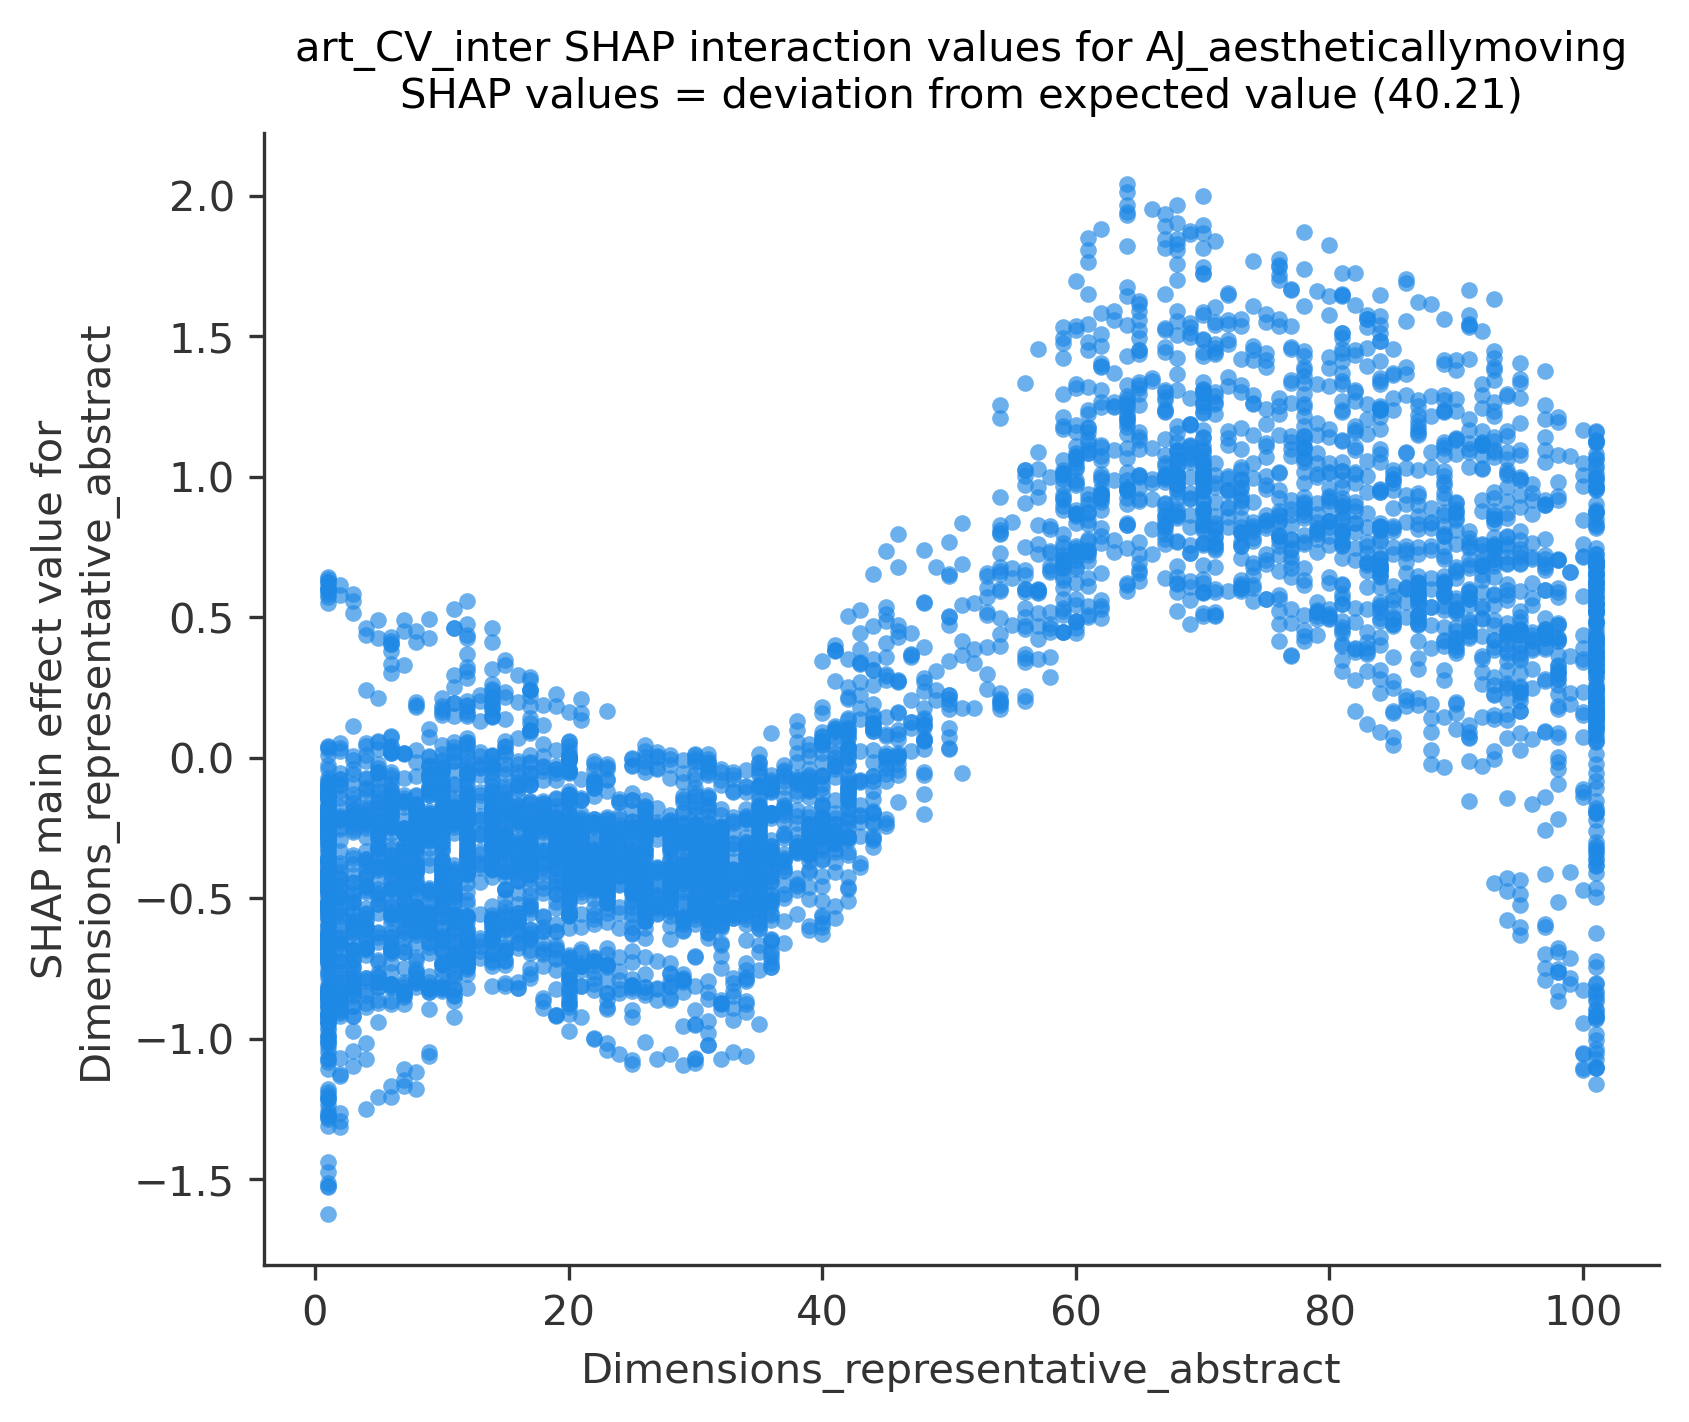 art_CV_inter SHAP interaction values for AJ_aestheticallymoving
SHAP values = deviation from expected value (40.21)
SHAP main effect value for
Dimensions_representative_abstract
2.0
1.5
1.0
0.5
0.0
−0.5
−1.0
−1.5
0
20
40
60
80
100
Dimensions_representative_abstract